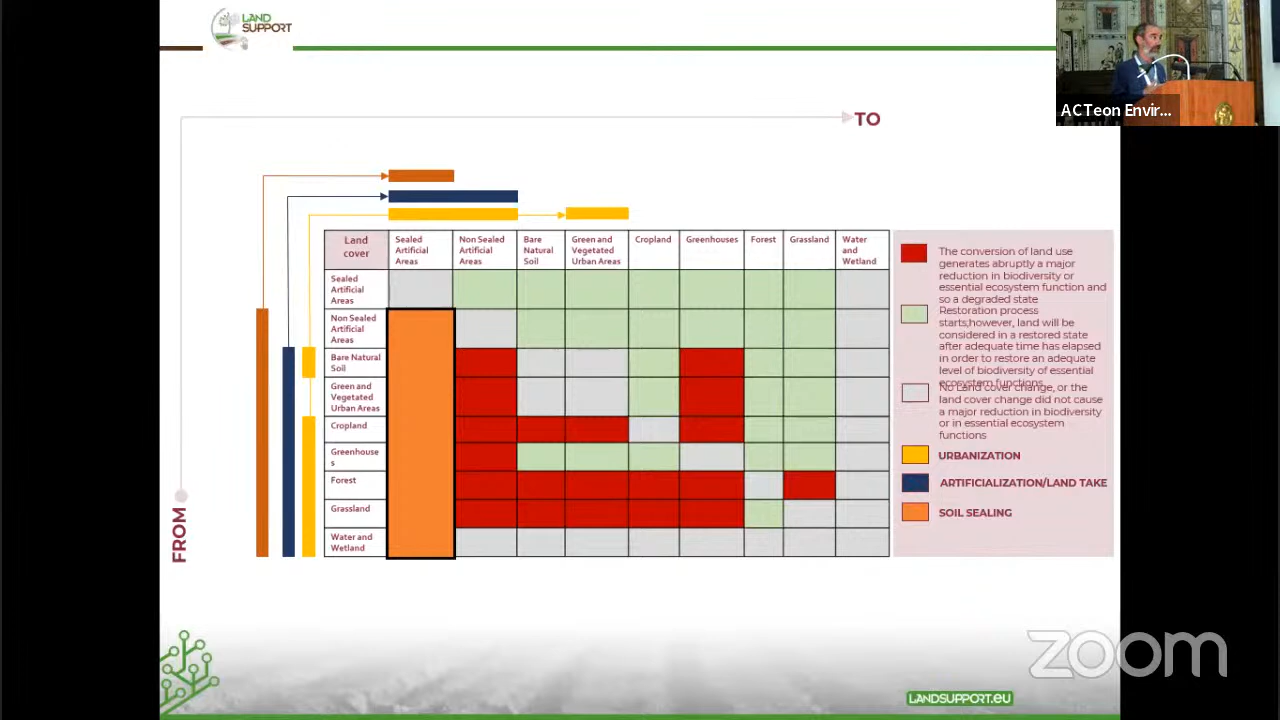 LAND
SUPPORT
ACTeon Envir...
TO
FROM
Land
cover
Sealed
Artificial
Areas
Non Sealed
Artificial
Areas
Bare
Natural
Soil
Green and
Vegetated
Urban Areas
Cropland
Greenhouses
Forest
Grassland
Water
and
Wetland
Sealed
Artificial
Areas
Non Sealed
Artificial
Areas
Bare Natural
Soil
Green and
Vegetated
Urban Areas
Cropland
Greenhouse
s
Forest
Grassland
Water and
Wetland
The conversion of land use
generates abruptly a major
reduction in biodiversity or
essential ecosystem function and
so a degraded state
Restoration process
starts;however, land will be
considered in a restored state
after adequate time has elapsed
in order to restore an adequate
level of biodiversity of essential
ecosystem functions
No Land cover change, or the
land cover change did not cause
a major reduction in biodiversity
or in essential ecosystem
functions
URBANIZATION
ARTIFICIALIZATION/LAND TAKE
SOIL SEALING
zoom
LANDSUPPORT.EU